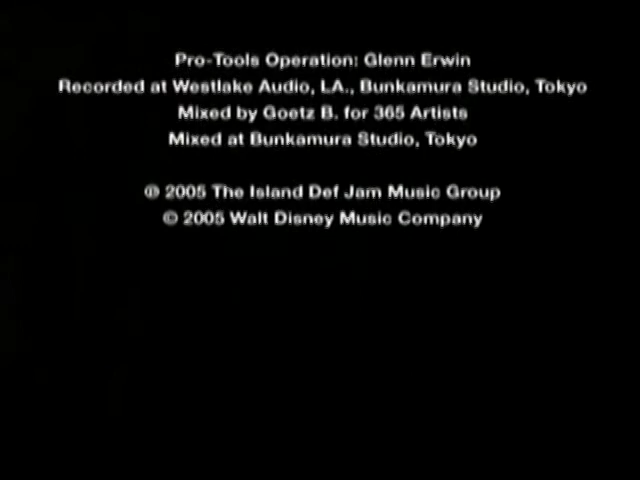 Pro-Tools Operation: Glenn Erwin
Recorded at Westlake Audio, LA., Bunkamura Studio, Tokyo
Mixed by Goetz B. for 365 Artists
Mixed at Bunkamura Studio, Tokyo
℗ 2005 The Island Def Jam Music Group
© 2005 Walt Disney Music Company